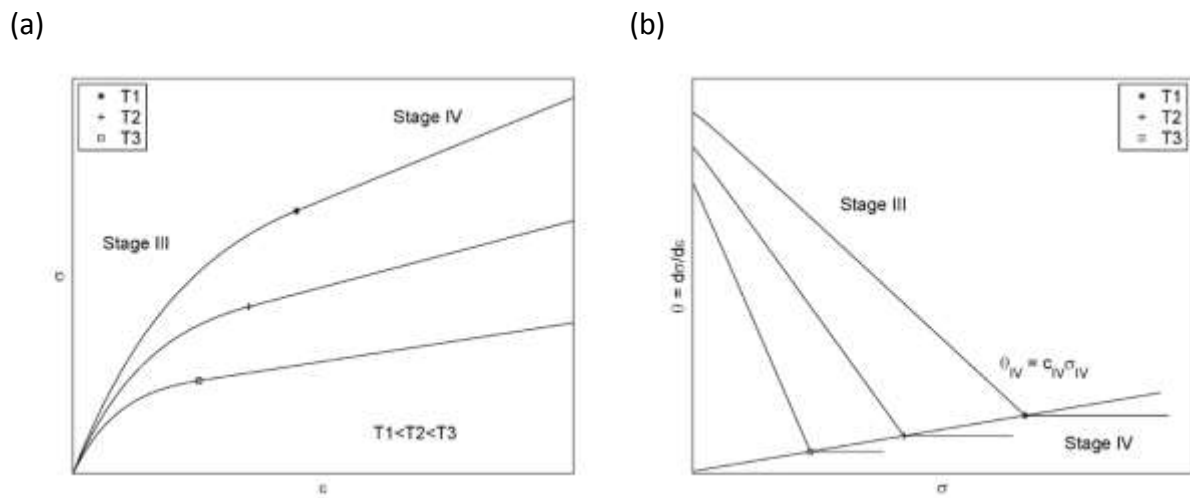 (a)
(b)
T1
T2
T3
Stage IV
Stage III
σ
T1<T2<T3
ε
T1
T2
T3
Stage III
θ = dσ/dε
θIV = cIVσIV
Stage IV
σ